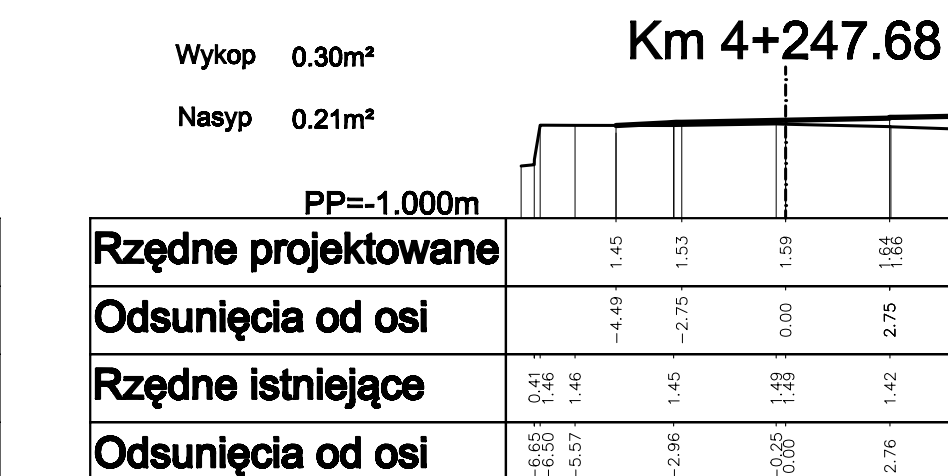 Km 4+247.68
Wykop 0.30m²
Nasyp 0.21m²
PP=-1.000m
Rzędne projektowane 1.45 1.53 1.59 1.64 1.66
Odsunięcia od osi -4.49 -2.75 0.00 2.75
Rzędne istniejące 0.41 1.46 1.46 1.45 1.49 1.49 1.42
Odsunięcia od osi -6.65 -6.50 -5.57 -2.96 -0.25 0.00 2.76